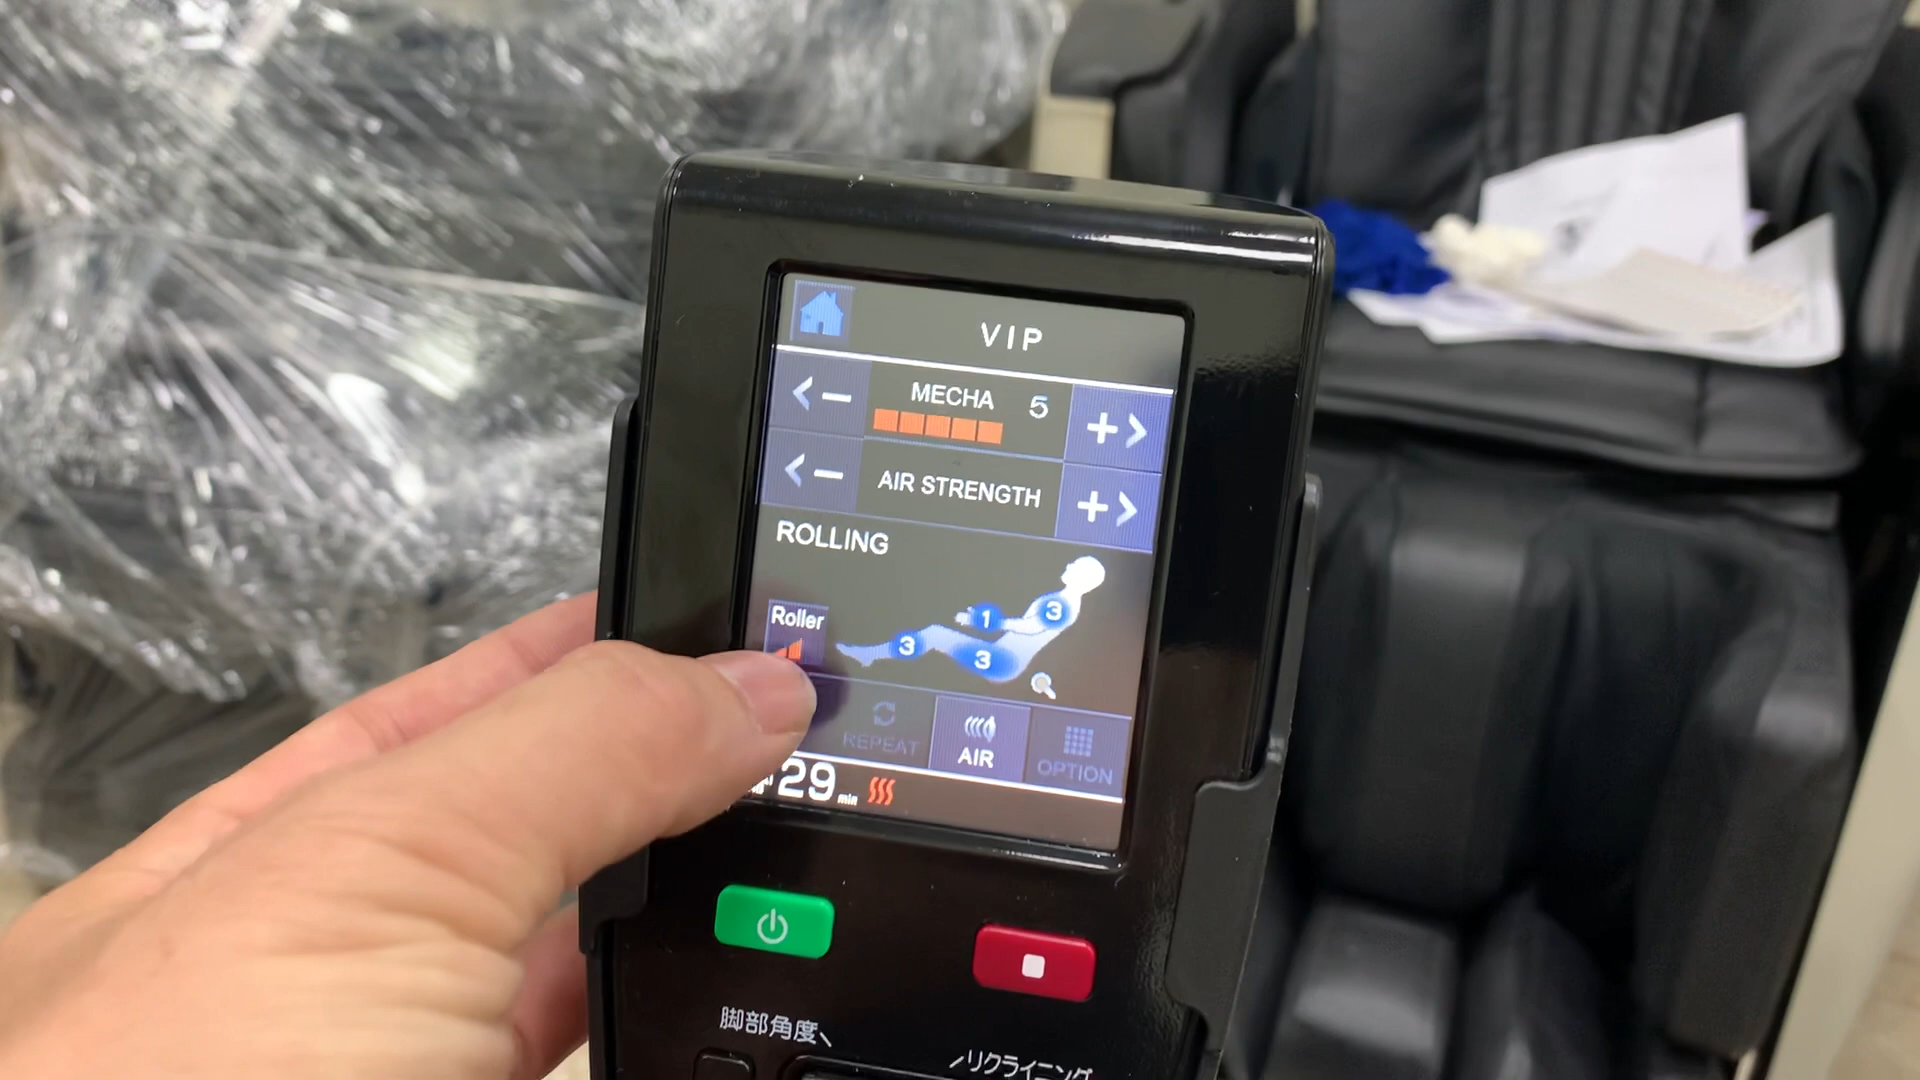 VIP
MECHA 5
AIR STRENGTH
ROLLING
Roller
3
1
3
3
REPEAT
AIR
OPTION
29 min
脚部角度
リクライニング